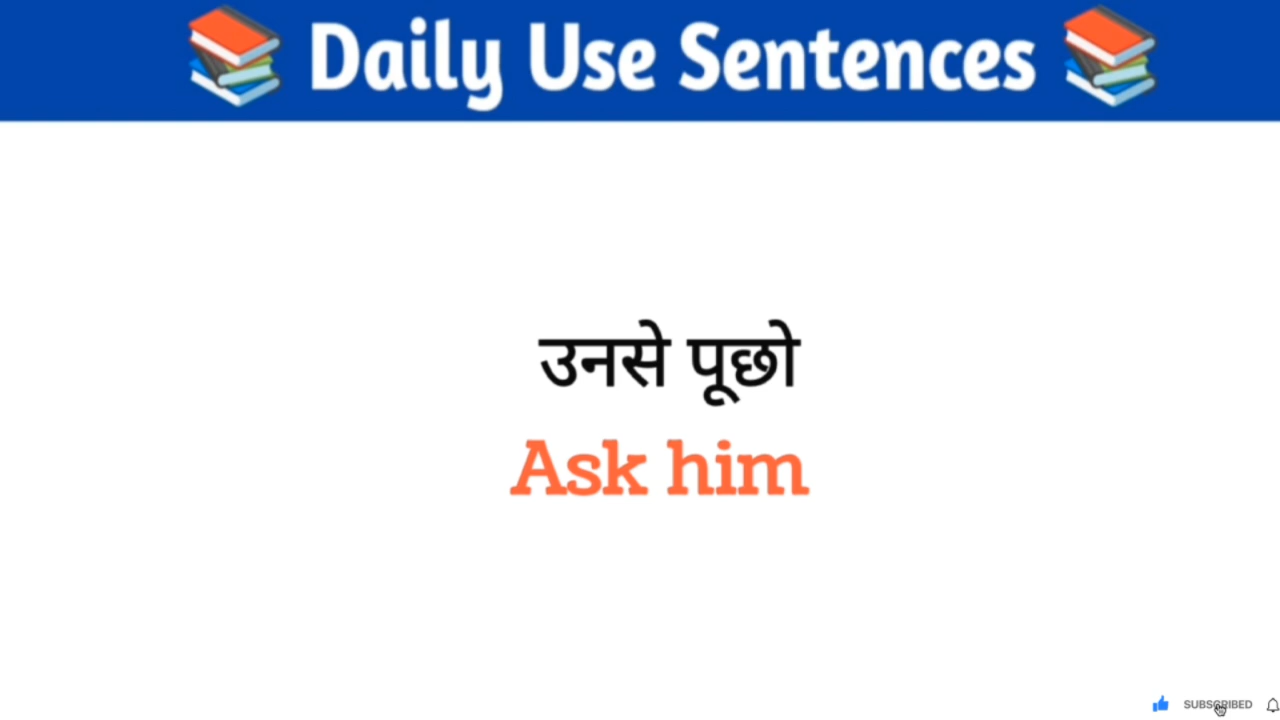 Daily Use Sentences
उनसे पूछो
Ask him
SUBSCRIBED